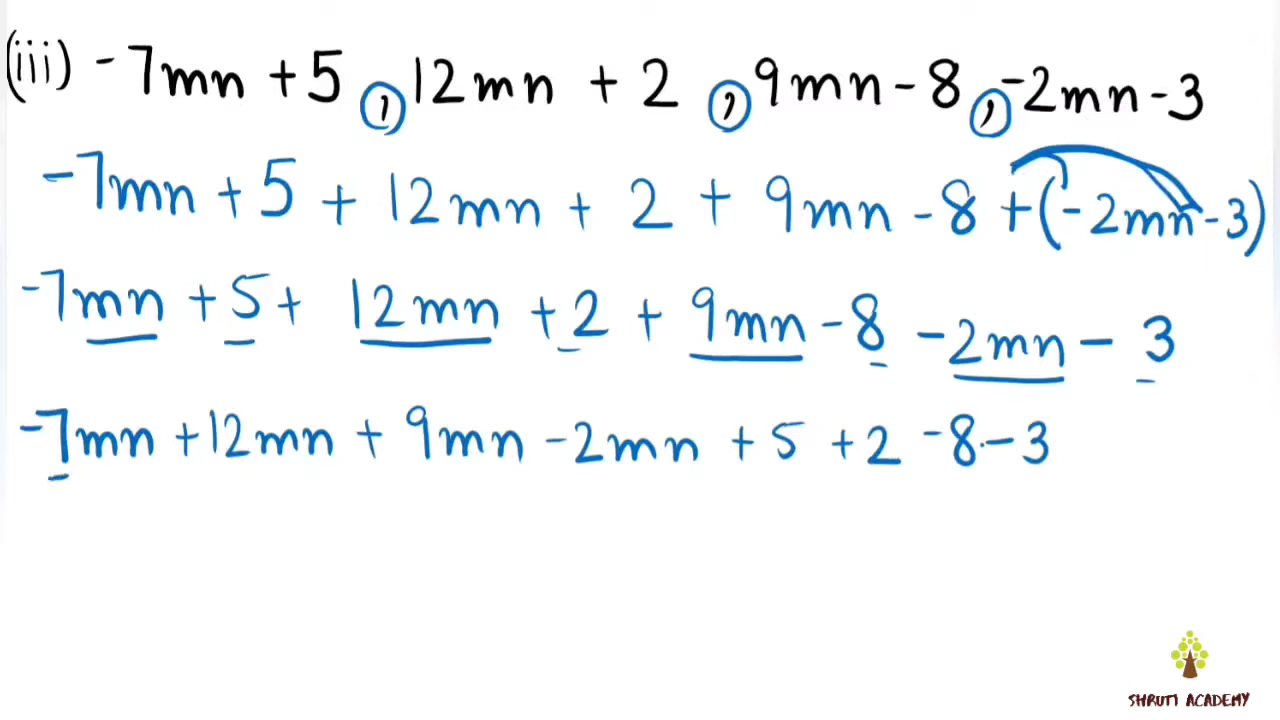 (iii) -7mn + 5 , 12mn + 2 , 9mn - 8 , -2mn - 3
-7mn + 5 + 12mn + 2 + 9mn - 8 + (-2mn - 3)
-7mn + 5 + 12mn + 2 + 9mn - 8 - 2mn - 3
-7mn + 12mn + 9mn - 2mn + 5 + 2 - 8 - 3
SHRUTI ACADEMY